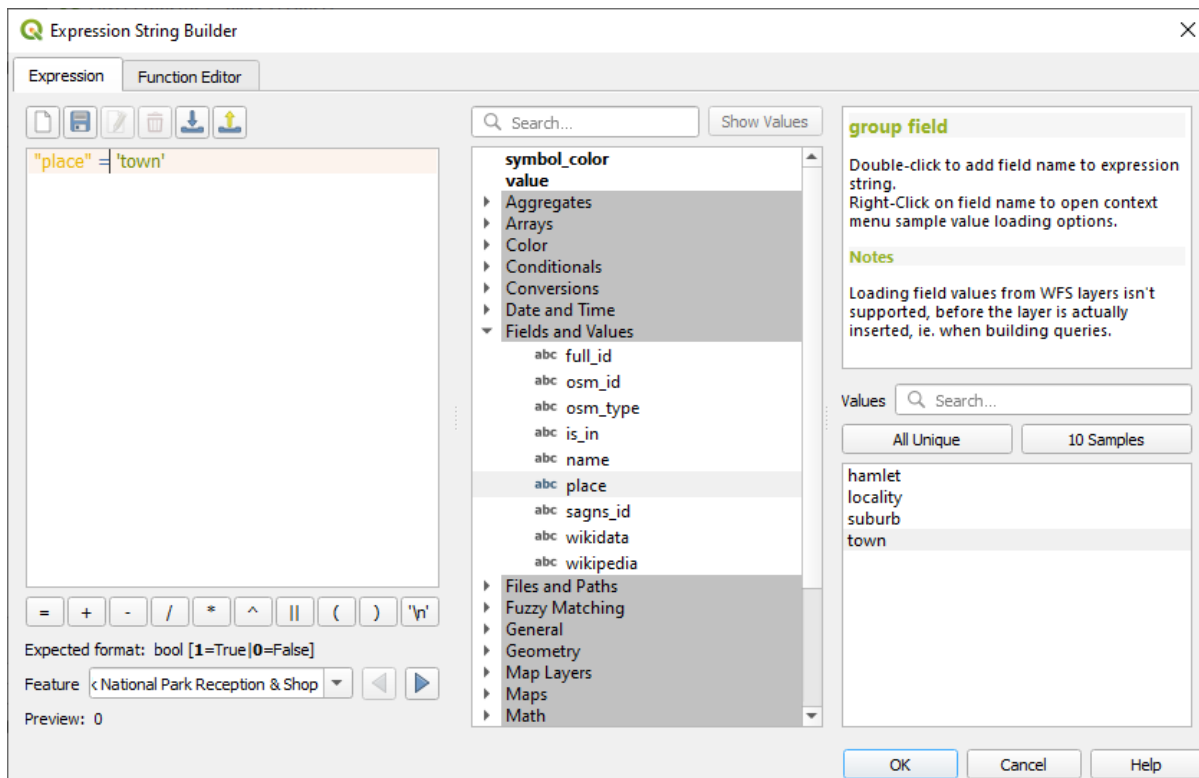 Expression String Builder
Expression
Function Editor
"place" = 'town'
= + - / * ^ || ( ) '\n'
Expected format: bool [1=True|0=False]
Feature
National Park Reception & Shop
Preview: 0
Search...
Show Values
symbol_color
value
Aggregates
Arrays
Color
Conditionals
Conversions
Date and Time
Fields and Values
abc full_id
abc osm_id
abc osm_type
abc is_in
abc name
abc place
abc sagns_id
abc wikidata
abc wikipedia
Files and Paths
Fuzzy Matching
General
Geometry
Map Layers
Maps
Math
group field
Double-click to add field name to expression
string.
Right-Click on field name to open context
menu sample value loading options.
Notes
Loading field values from WFS layers isn't
supported, before the layer is actually
inserted, ie. when building queries.
Values
Search...
All Unique
10 Samples
hamlet
locality
suburb
town
OK
Cancel
Help